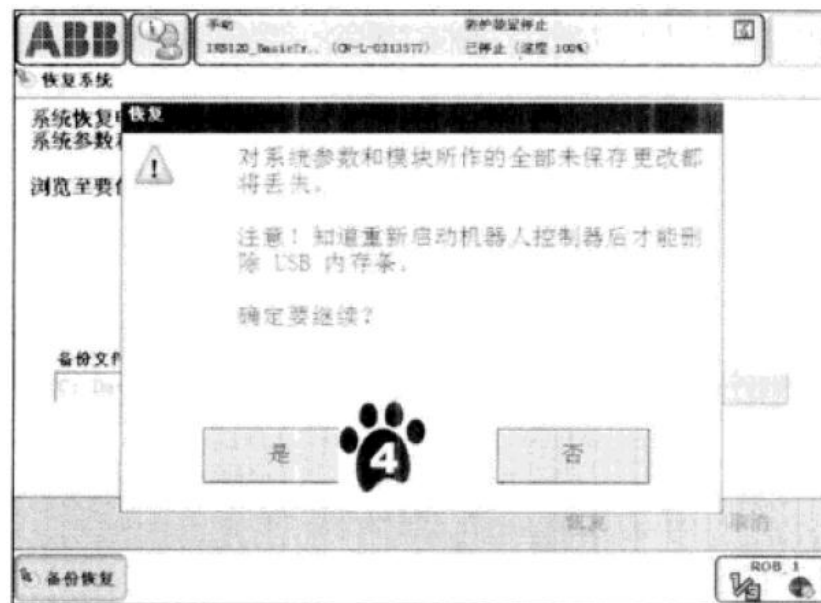 ABB
手动
防护装置停止
IRB120_BasicTr.. (CN-L-0313577)
已停止 (速度 100%)
恢复系统
系统恢复
系统参数
浏览至要
恢复
对系统参数和模块所作的全部未保存更改都
将丢失。
注意！知道重新启动机器人控制器后才能删
除 USB 内存条。
确定要继续？
备份文件
C:
是
4
否
恢复
取消
备份恢复
ROB_1